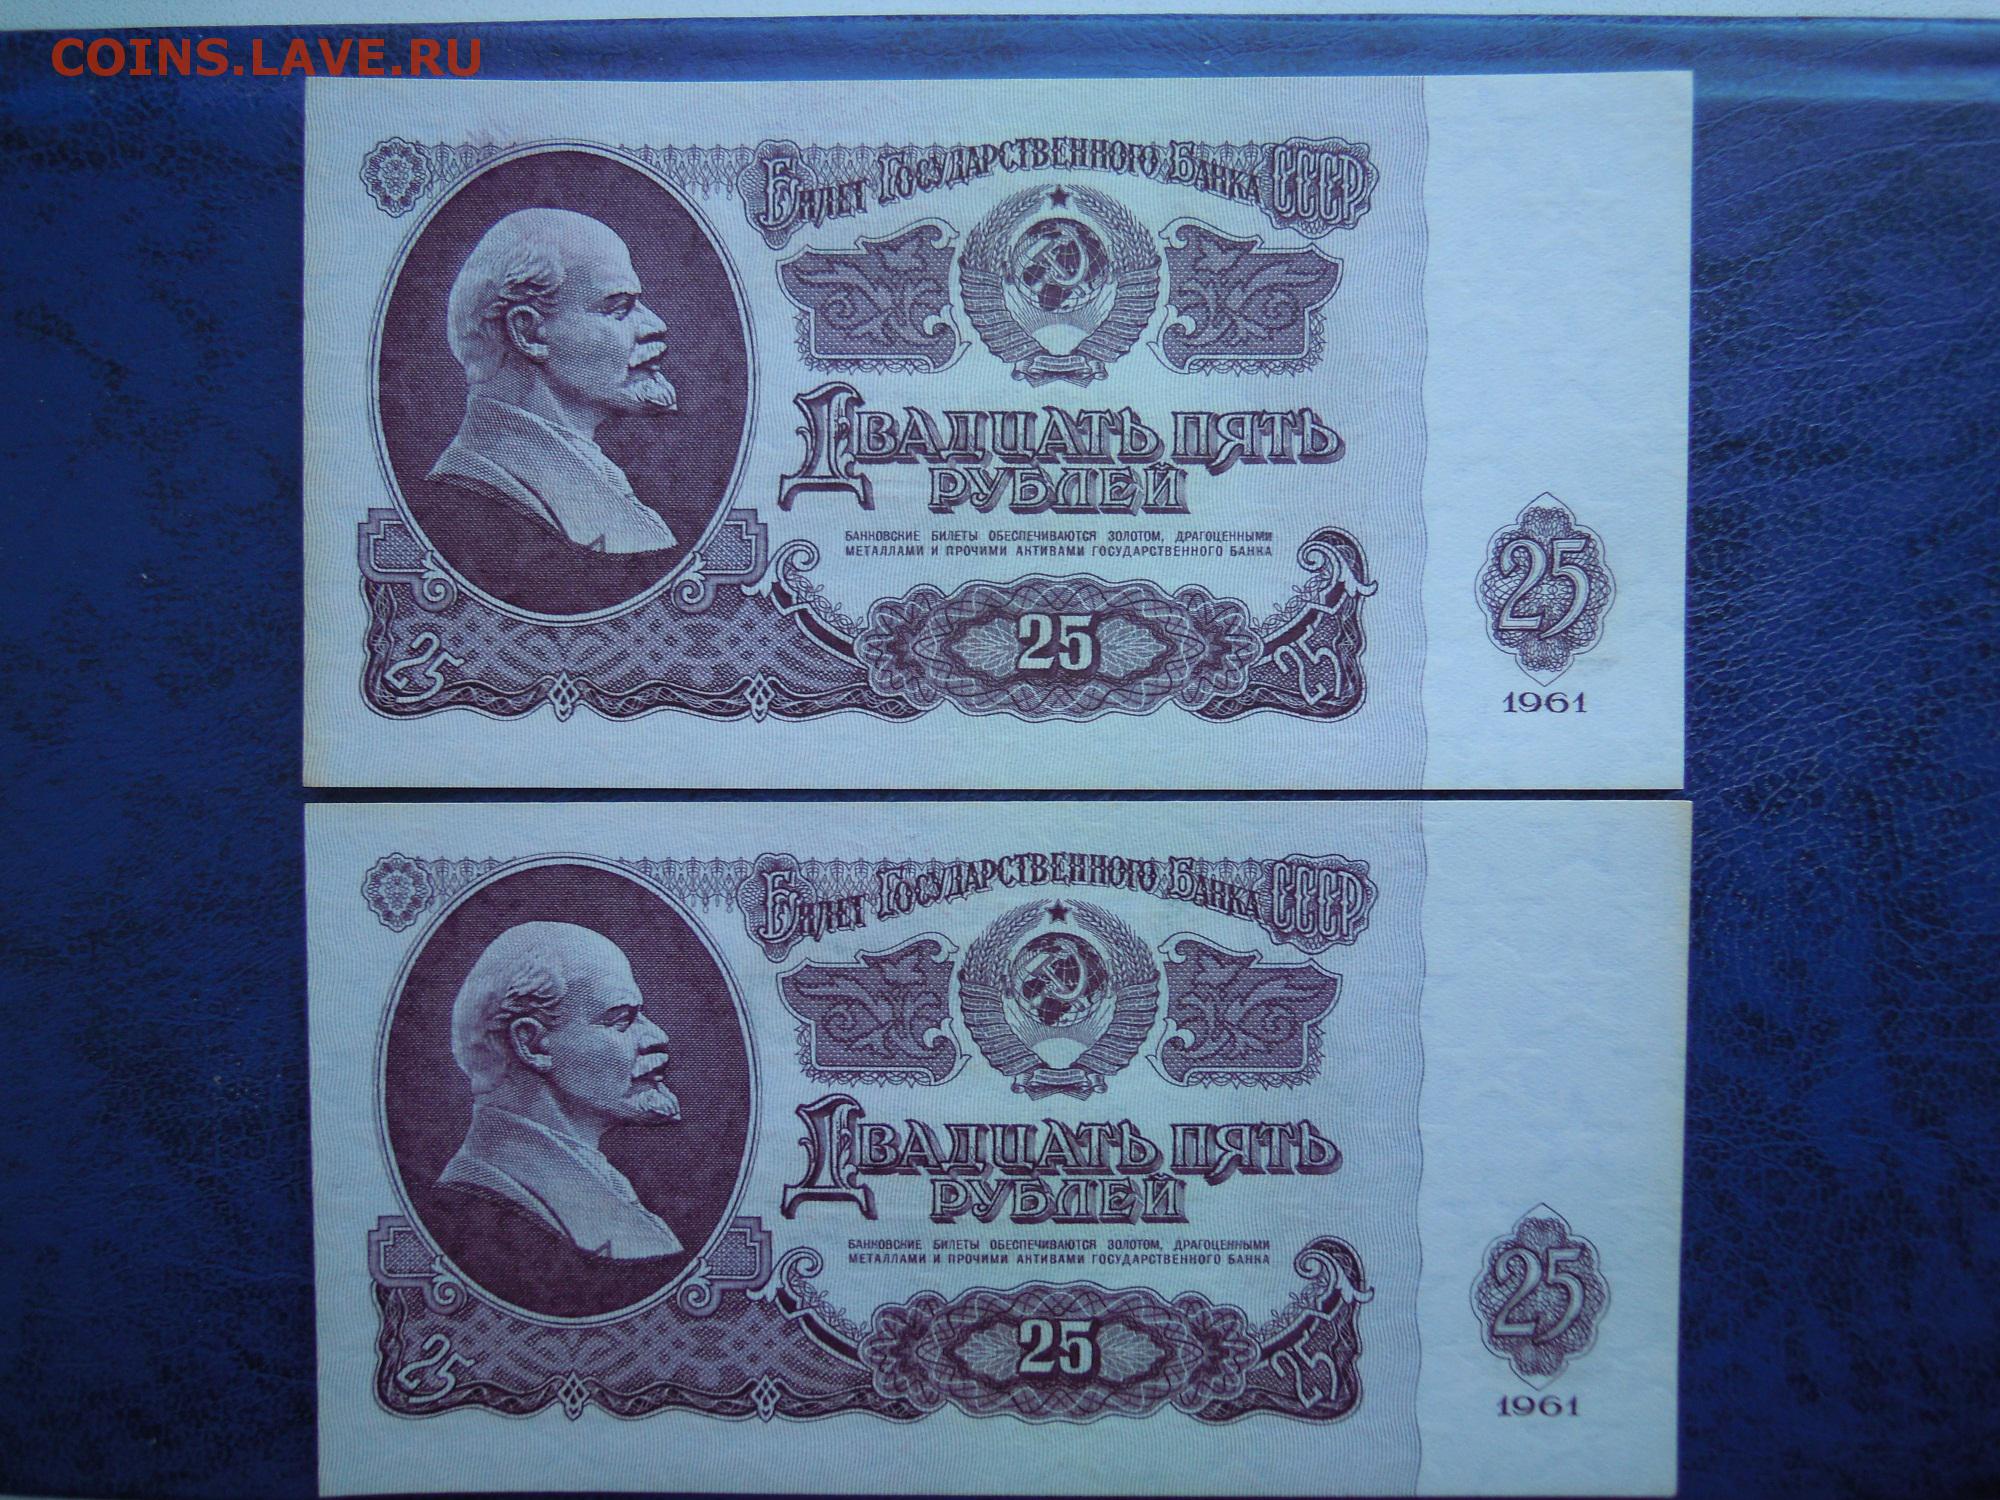 COINS.LAVE.RU
Билет Государственного Банка СССР
Двадцать пять
рублей
БАНКОВСКИЕ БИЛЕТЫ ОБЕСПЕЧИВАЮТСЯ ЗОЛОТОМ, ДРАГОЦЕННЫМИ
МЕТАЛЛАМИ И ПРОЧИМИ АКТИВАМИ ГОСУДАРСТВЕННОГО БАНКА
25
25
25
25
1961
Билет Государственного Банка СССР
Двадцать пять
рублей
БАНКОВСКИЕ БИЛЕТЫ ОБЕСПЕЧИВАЮТСЯ ЗОЛОТОМ, ДРАГОЦЕННЫМИ
МЕТАЛЛАМИ И ПРОЧИМИ АКТИВАМИ ГОСУДАРСТВЕННОГО БАНКА
25
25
25
25
1961